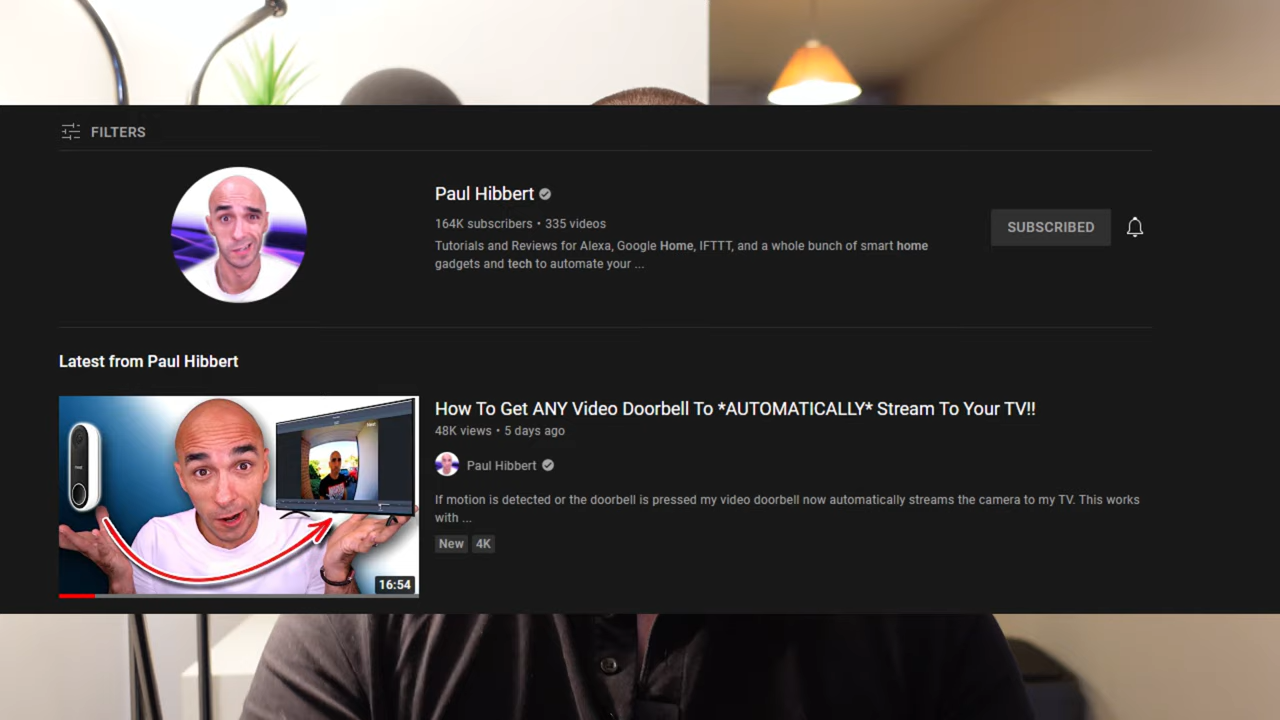 FILTERS
Paul Hibbert
164K subscribers • 335 videos
SUBSCRIBED
Tutorials and Reviews for Alexa, Google Home, IFTTT, and a whole bunch of smart home
gadgets and tech to automate your ...
Latest from Paul Hibbert
How To Get ANY Video Doorbell To *AUTOMATICALLY* Stream To Your TV!!
48K views • 5 days ago
Paul Hibbert
If motion is detected or the doorbell is pressed my video doorbell now automatically streams the camera to my TV. This works
with ...
New 4K
16:54